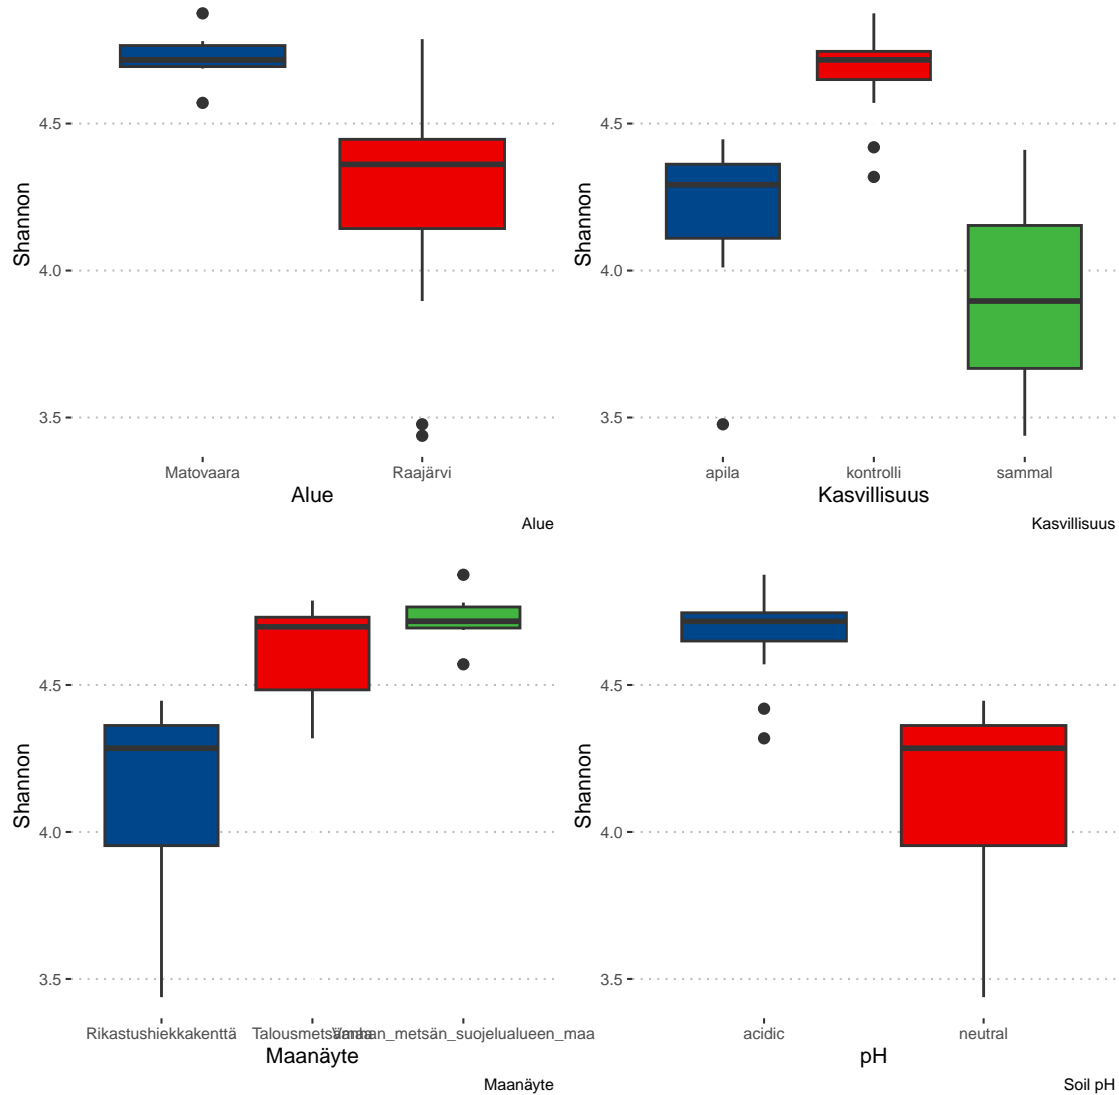 Shannon
4.5
4.0
3.5
Matovaara Raajärvi
Alue
Alue
Shannon
4.5
4.0
3.5
apila kontrolli sammal
Kasvillisuus
Kasvillisuus
Shannon
4.5
4.0
3.5
Rikastushiekkakenttä Talousmetsämaa Vanhan_metsän_suojelualueen_maa
Maanäyte
Maanäyte
Shannon
4.5
4.0
3.5
acidic neutral
pH
Soil pH